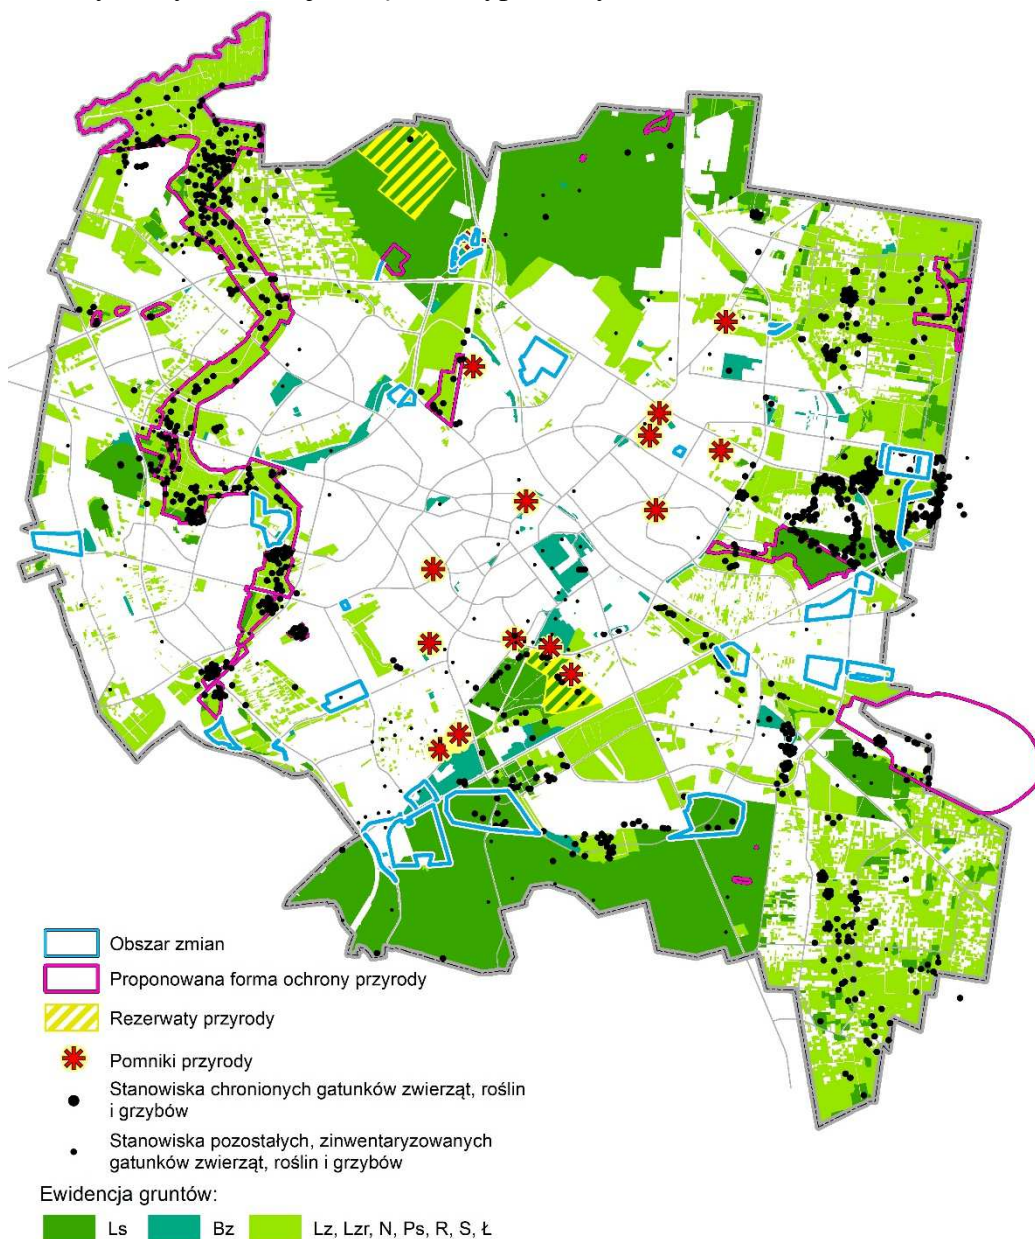 Obszar zmian
Proponowana forma ochrony przyrody
Rezerwaty przyrody
Pomniki przyrody
Stanowiska chronionych gatunków zwierząt, roślin
i grzybów
Stanowiska pozostałych, zinwentaryzowanych
gatunków zwierząt, roślin i grzybów
Ewidencja gruntów:
Ls Bz Lz, Lzr, N, Ps, R, S, Ł